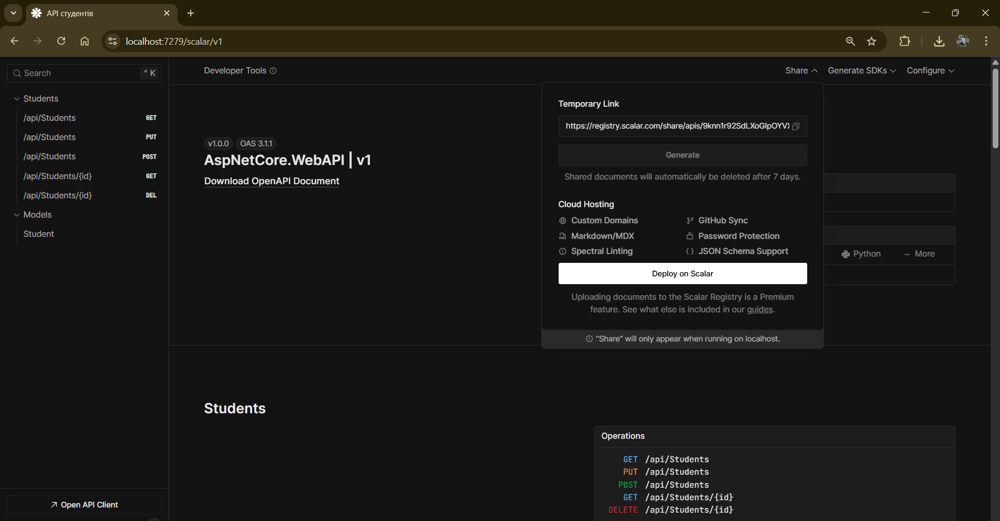 API студентів
localhost:7279/scalar/v1
Search
^ K
Students
/api/Students GET
/api/Students PUT
/api/Students POST
/api/Students/{id} GET
/api/Students/{id} DEL
Models
Student
Open API Client
Developer Tools
Share
Generate SDKs
Configure
v1.0.0
OAS 3.1.1
AspNetCore.WebAPI | v1
Download OpenAPI Document
Temporary Link
https://registry.scalar.com/share/apis/9knn1r92SdLXoGlpOYV
Generate
Shared documents will automatically be deleted after 7 days.
Cloud Hosting
Custom Domains
GitHub Sync
Markdown/MDX
Password Protection
Spectral Linting
{ } JSON Schema Support
Deploy on Scalar
Uploading documents to the Scalar Registry is a Premium
feature. See what else is included in our guides.
"Share" will only appear when running on localhost.
Python
More
Students
Operations
GET /api/Students
PUT /api/Students
POST /api/Students
GET /api/Students/{id}
DELETE /api/Students/{id}